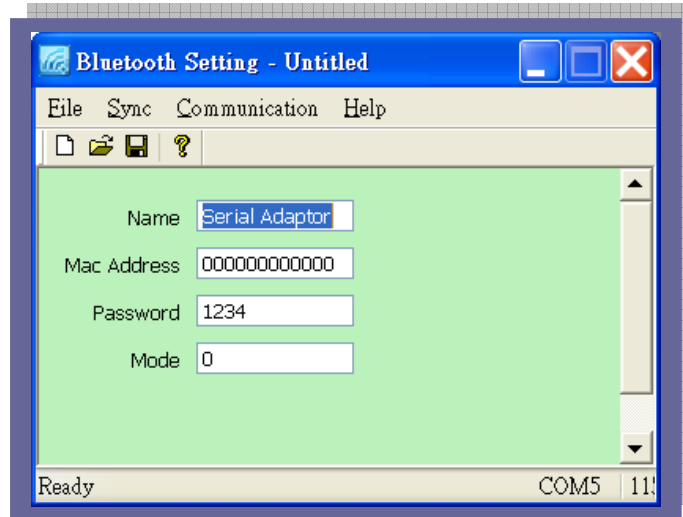 Bluetooth Setting - Untitled
File Sync Communication Help
Name Serial Adaptor
Mac Address 000000000000
Password 1234
Mode 0
Ready COM5